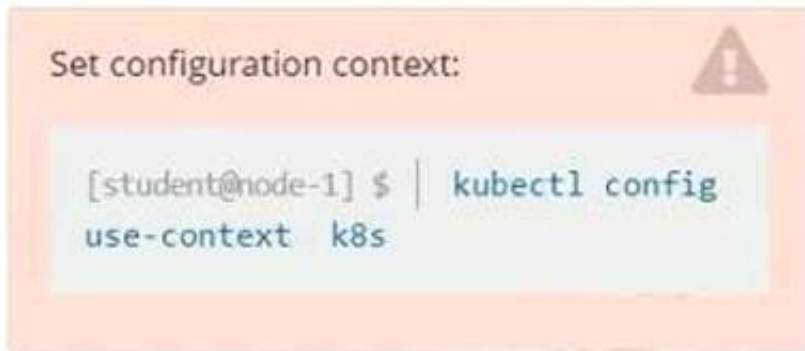 Set configuration context:
[student@node-1] $ | kubectl config
use-context k8s